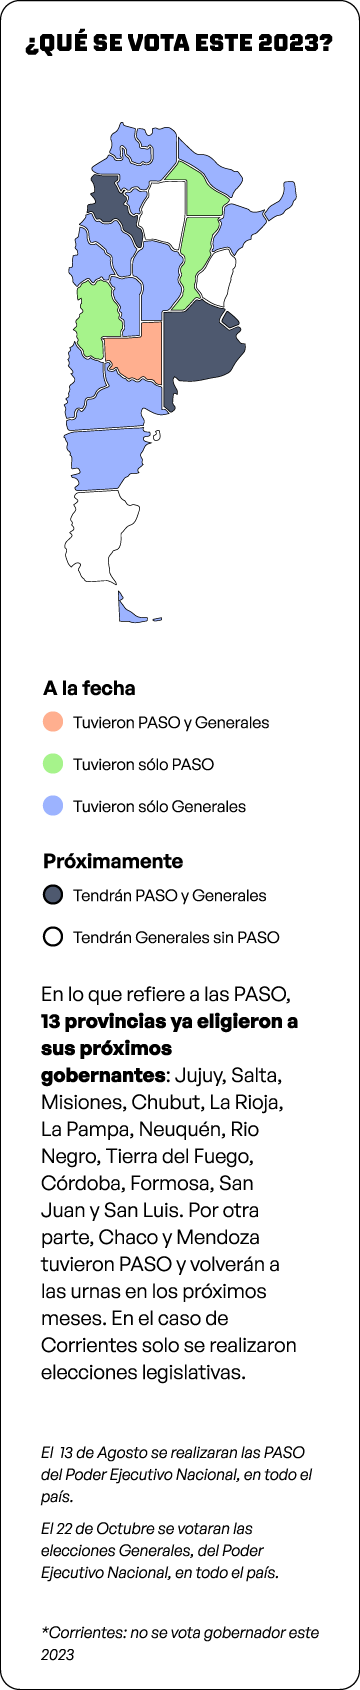 ¿QUÉ SE VOTA ESTE 2023?
A la fecha
Tuvieron PASO y Generales
Tuvieron sólo PASO
Tuvieron sólo Generales
Próximamente
Tendrán PASO y Generales
Tendrán Generales sin PASO
En lo que refiere a las PASO,
13 provincias ya eligieron a
sus próximos
gobernantes: Jujuy, Salta,
Misiones, Chubut, La Rioja,
La Pampa, Neuquén, Rio
Negro, Tierra del Fuego,
Córdoba, Formosa, San
Juan y San Luis. Por otra
parte, Chaco y Mendoza
tuvieron PASO y volverán a
las urnas en los próximos
meses. En el caso de
Corrientes solo se realizaron
elecciones legislativas.
El 13 de Agosto se realizaran las PASO
del Poder Ejecutivo Nacional, en todo el
país.
El 22 de Octubre se votaran las
elecciones Generales, del Poder
Ejecutivo Nacional, en todo el país.
*Corrientes: no se vota gobernador este
2023